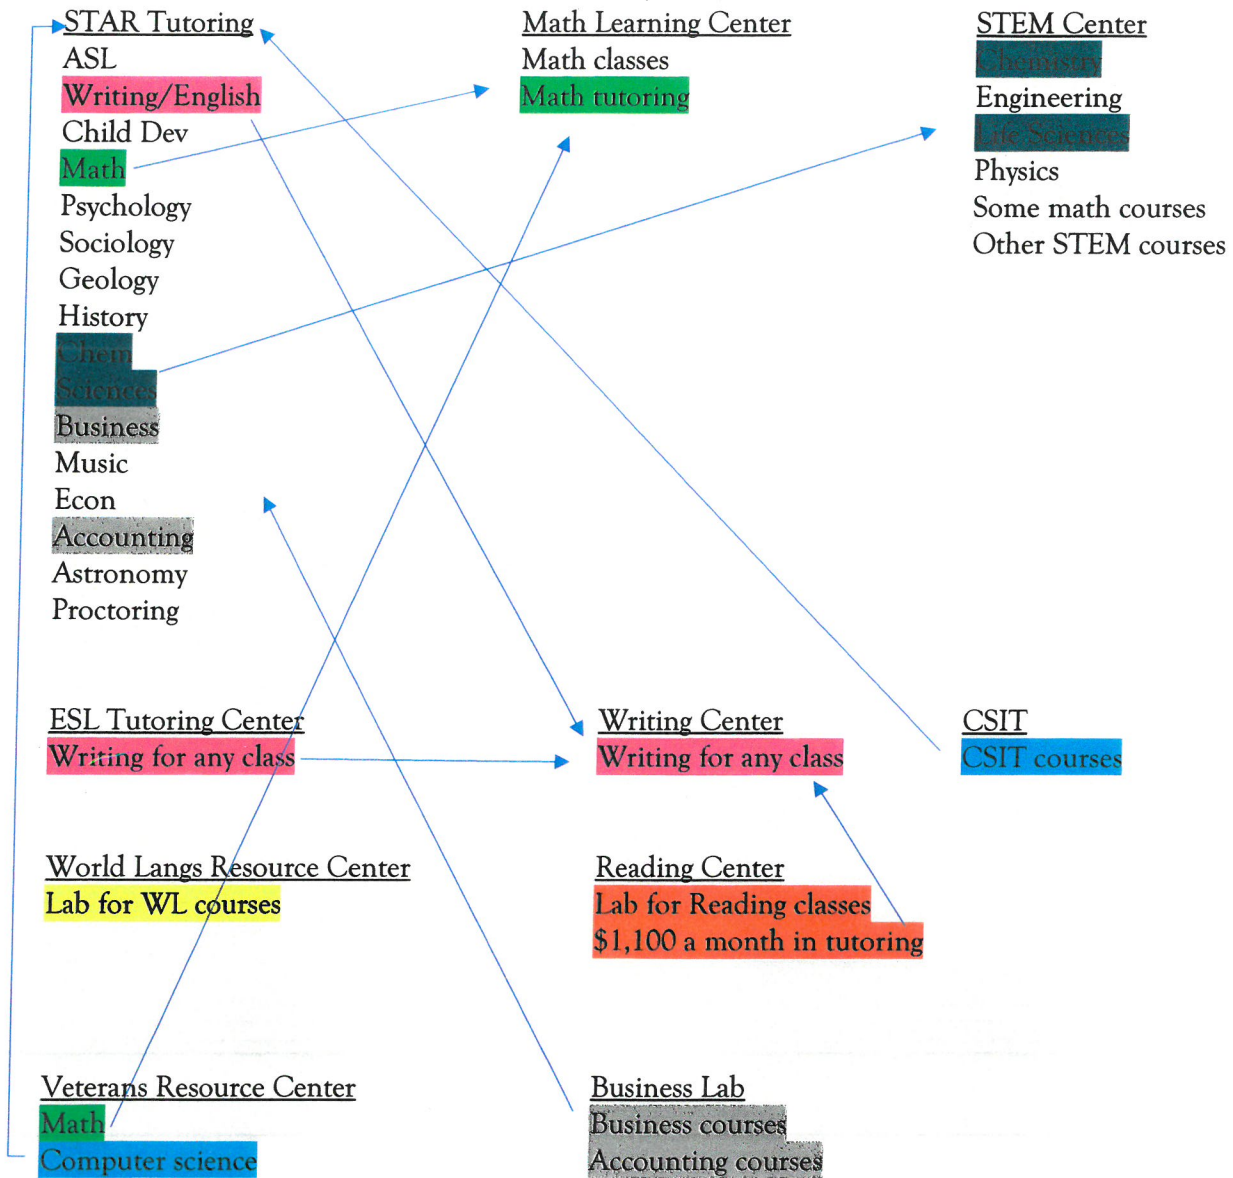 STAR Tutoring
ASL
Writing/English
Child Dev
Math
Psychology
Sociology
Geology
History
Chem
Sciences
Business
Music
Econ
Accounting
Astronomy
Proctoring
Math Learning Center
Math classes
Math tutoring
STEM Center
Chemistry
Engineering
Life Sciences
Physics
Some math courses
Other STEM courses
ESL Tutoring Center
Writing for any class
Writing Center
Writing for any class
CSIT
CSIT courses
World Langs Resource Center
Lab for WL courses
Reading Center
Lab for Reading classes
$1,100 a month in tutoring
Veterans Resource Center
Math
Computer science
Business Lab
Business courses
Accounting courses